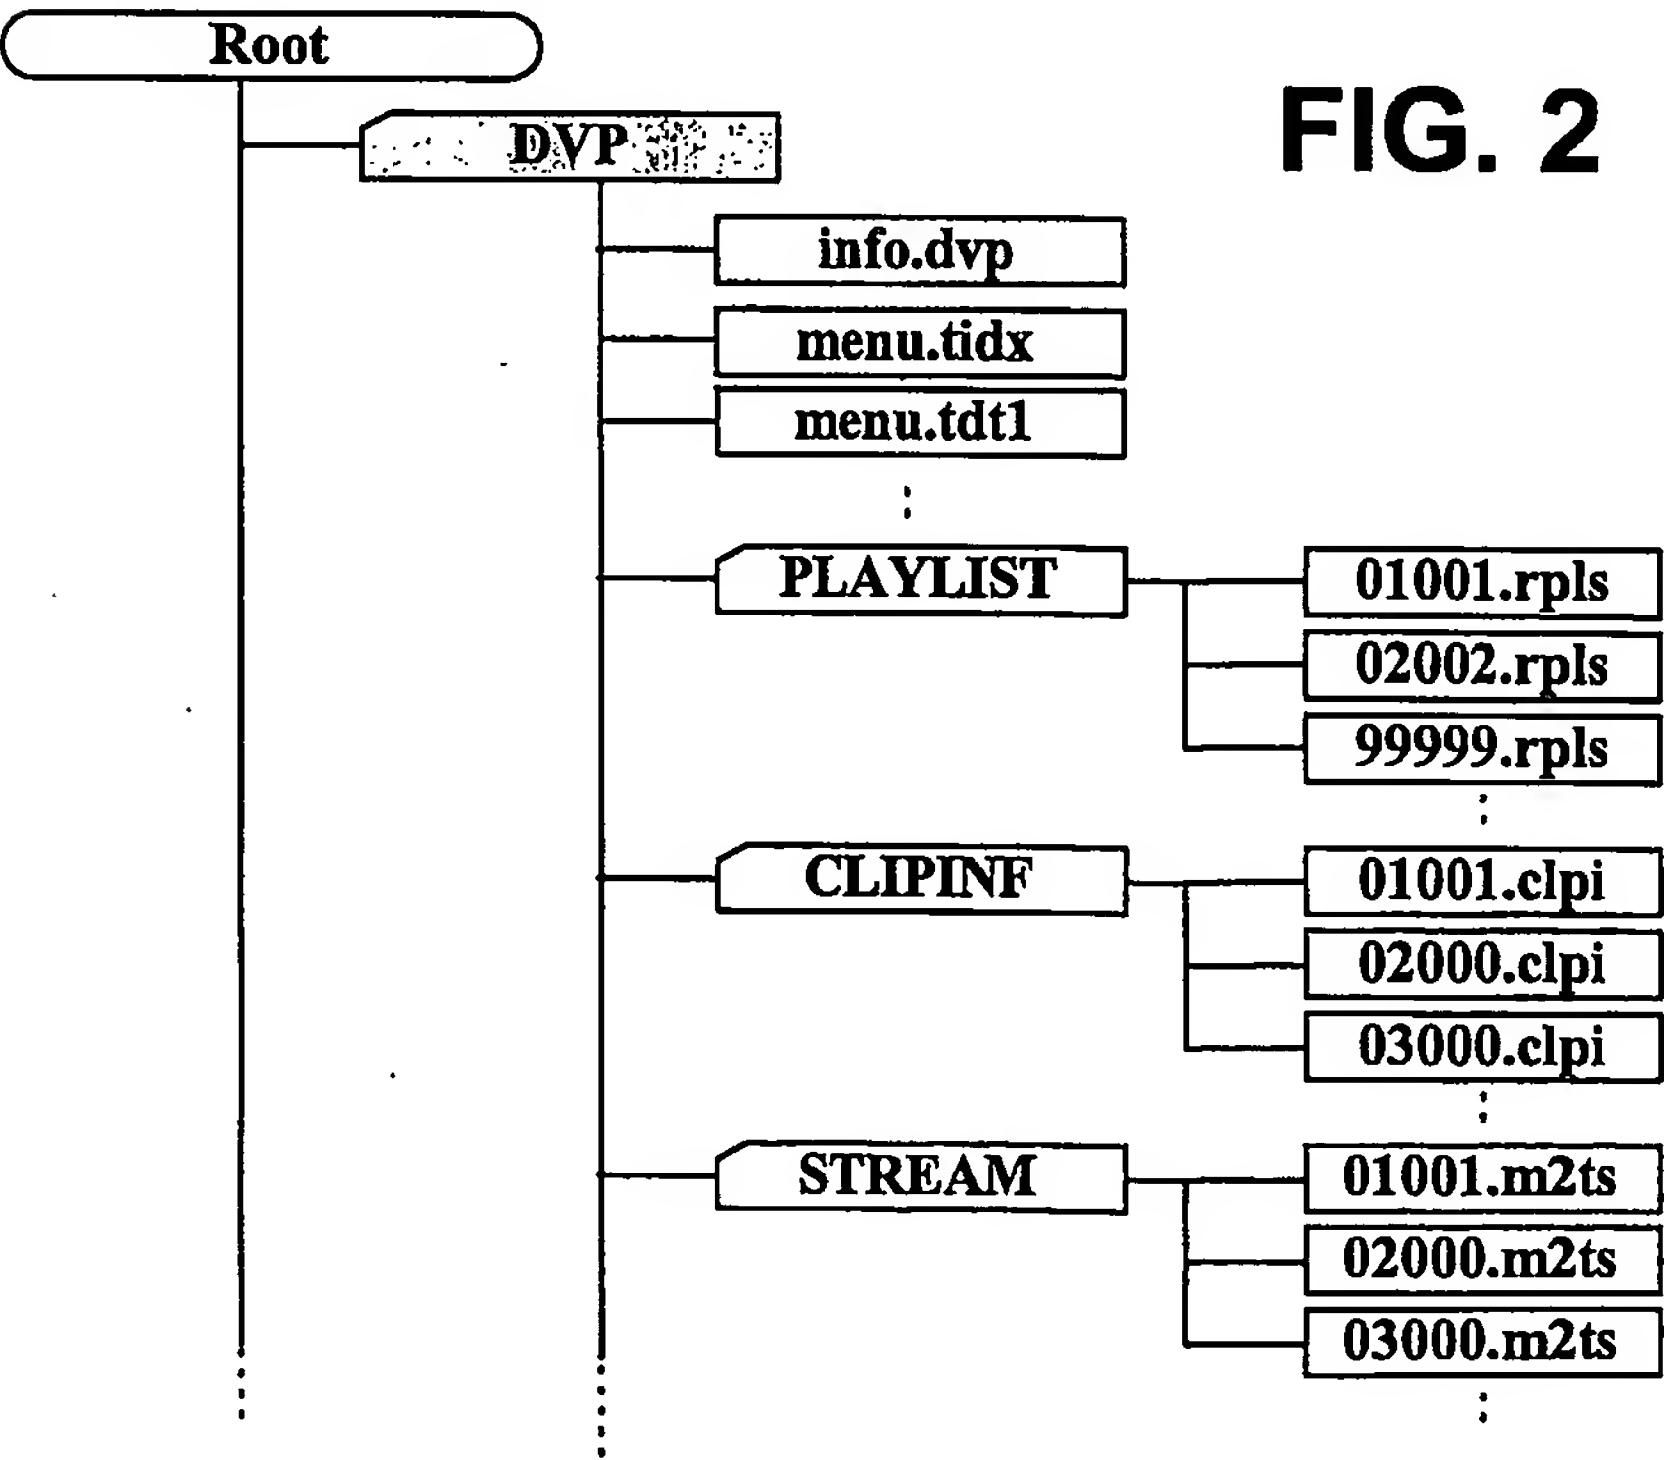 Root
FIG. 2
DVP
info.dvp
menu.tidx
menu.tdt1
PLAYLIST
01001.rpls
02002.rpls
99999.rpls
CLIPINF
01001.clpi
02000.clpi
03000.clpi
STREAM
01001.m2ts
02000.m2ts
03000.m2ts